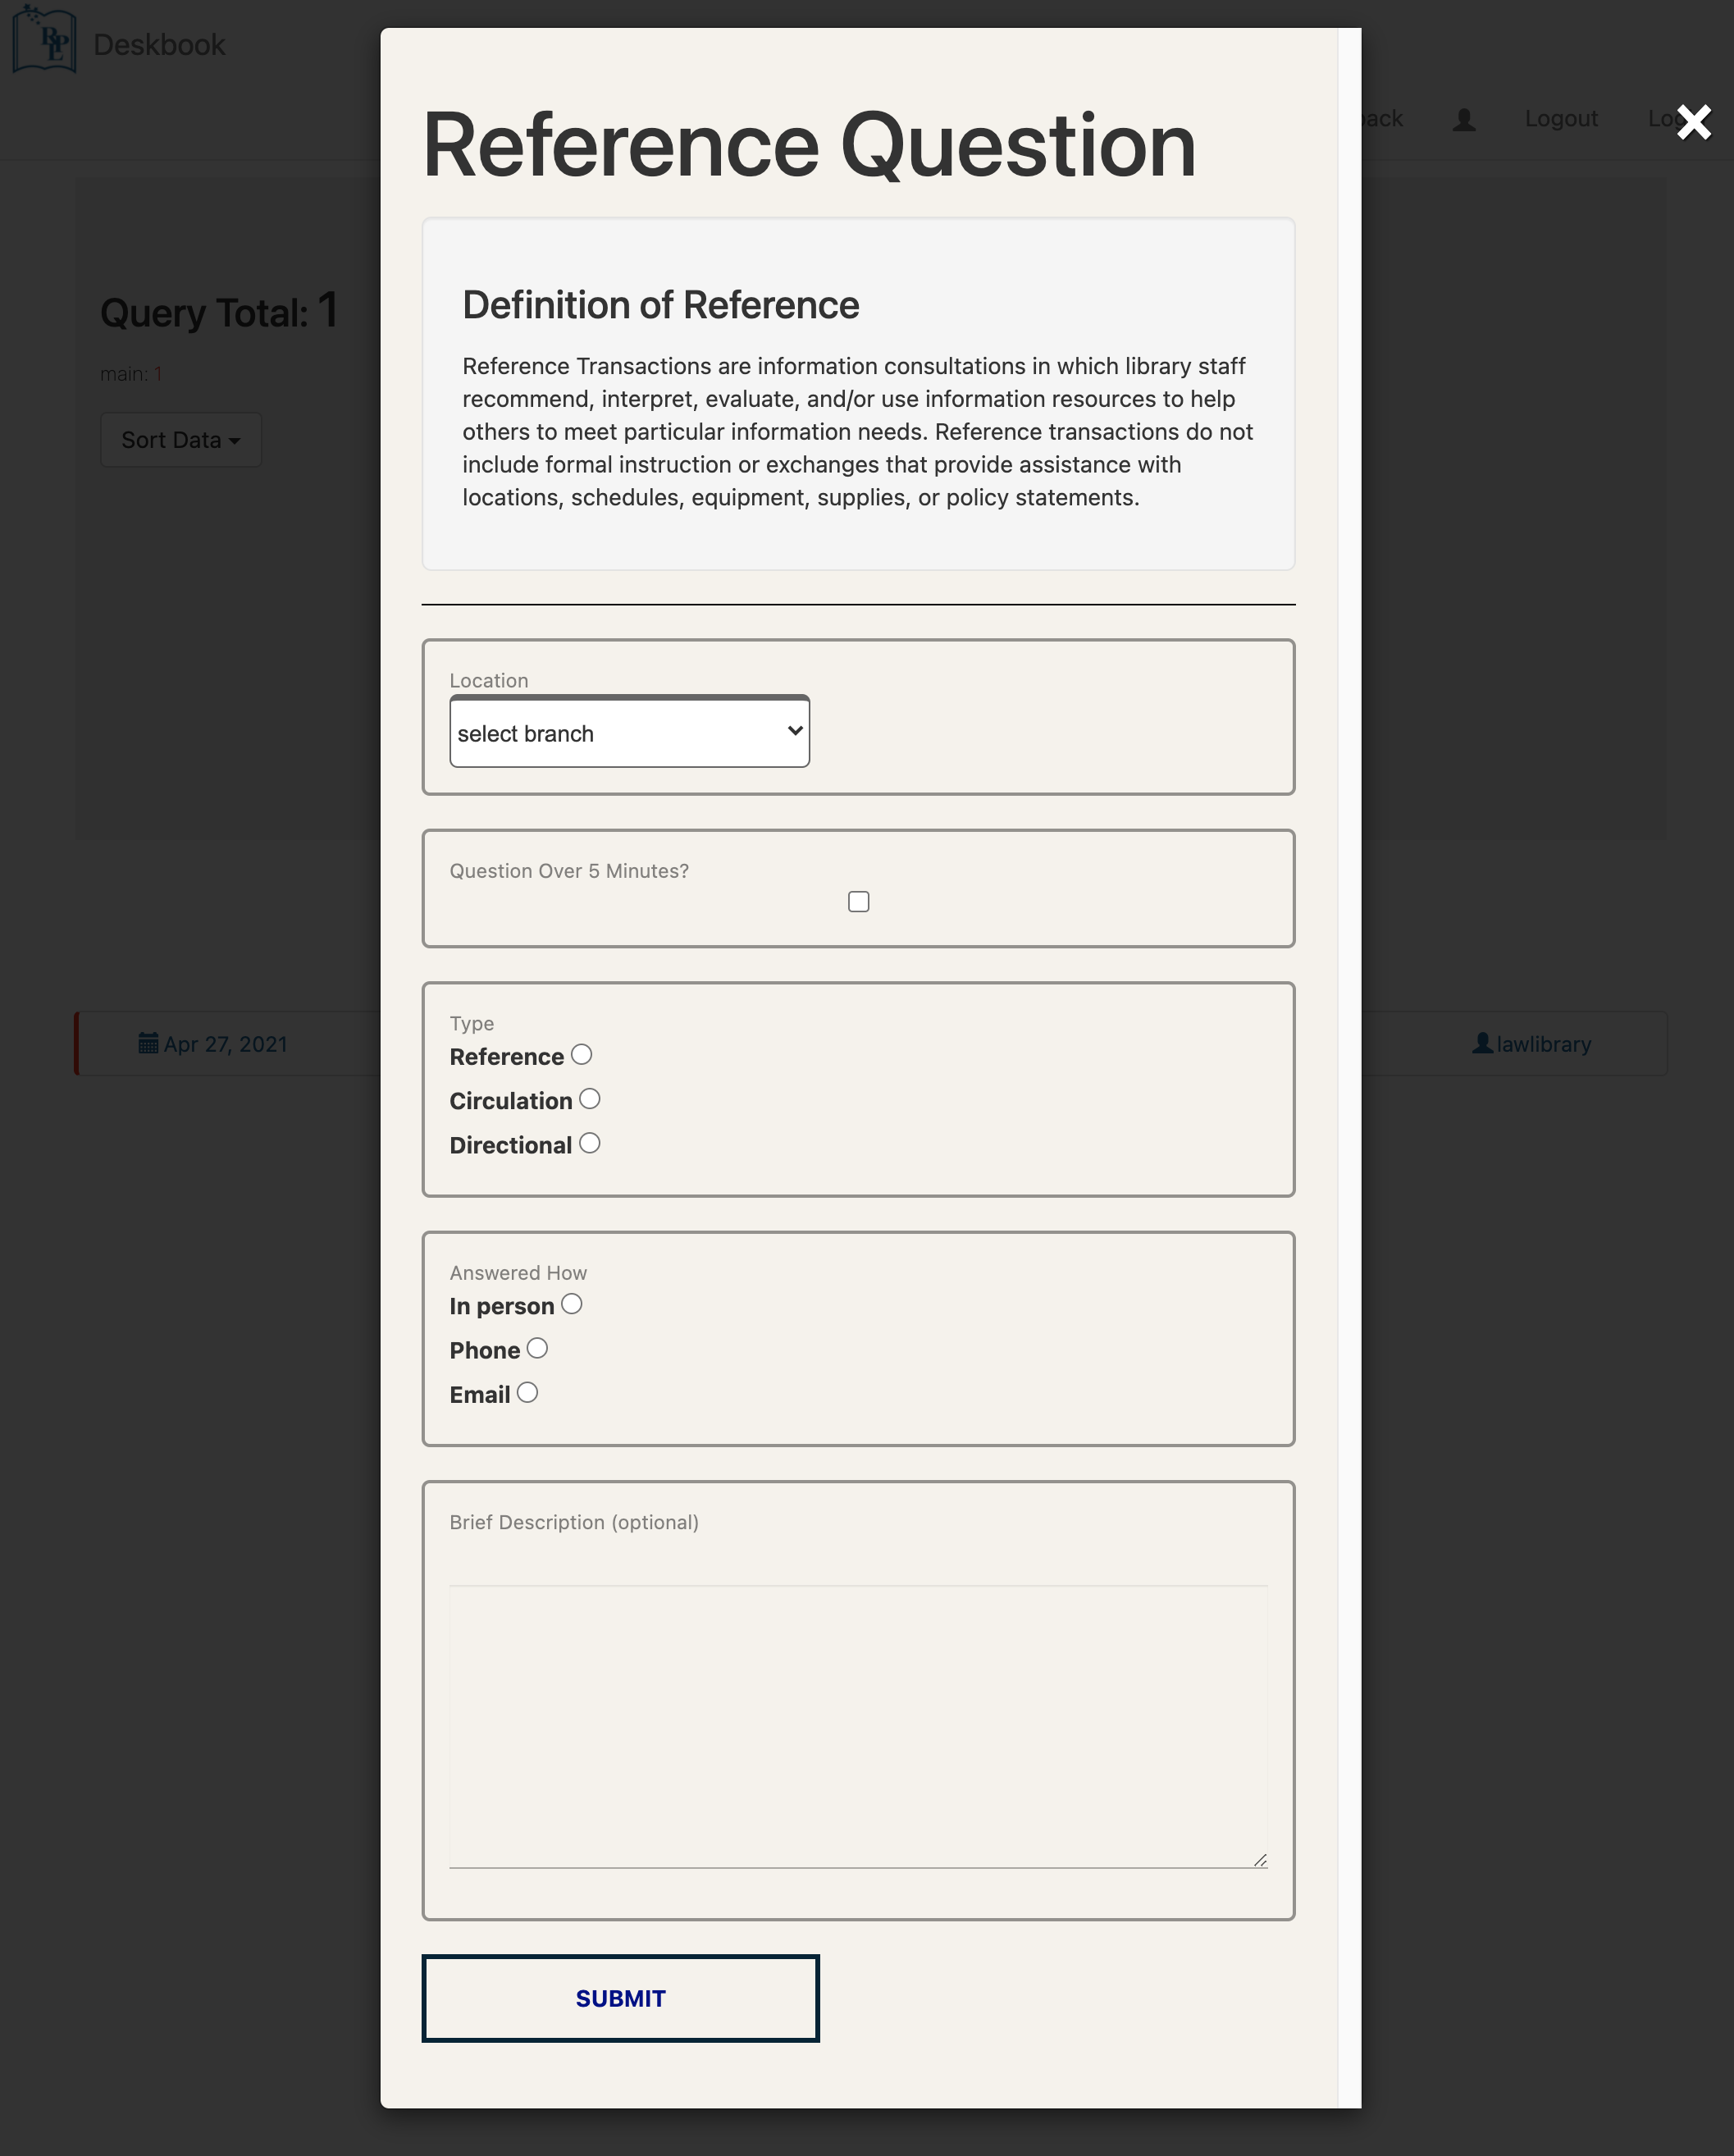 BPL
Deskbook
Logout
Query Total: 1
main: 1
Sort Data
Apr 27, 2021
lawlibrary
Reference Question
Definition of Reference
Reference Transactions are information consultations in which library staff
recommend, interpret, evaluate, and/or use information resources to help
others to meet particular information needs. Reference transactions do not
include formal instruction or exchanges that provide assistance with
locations, schedules, equipment, supplies, or policy statements.
Location
select branch
Question Over 5 Minutes?
Type
Reference
Circulation
Directional
Answered How
In person
Phone
Email
Brief Description (optional)
SUBMIT